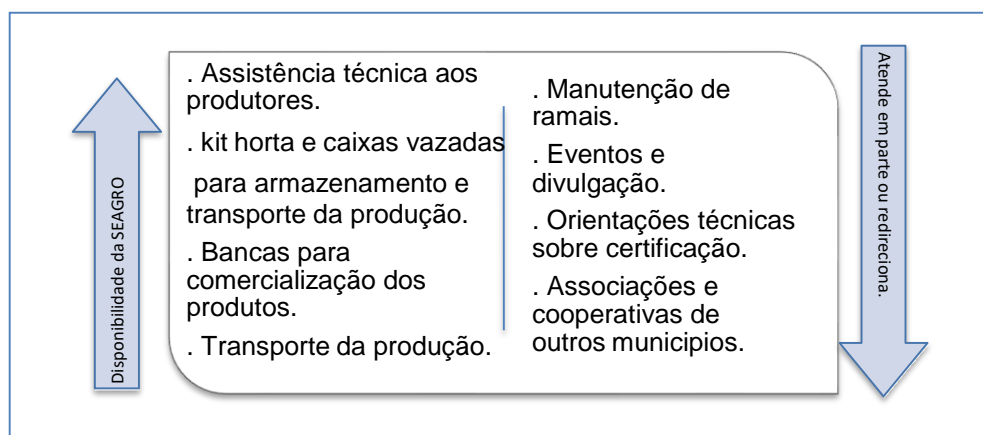 Disponibilidade da SEAGRO
. Assistência técnica aos
produtores.
. kit horta e caixas vazadas
para armazenamento e
transporte da produção.
. Bancas para
comercialização dos
produtos.
. Transporte da produção.
. Manutenção de
ramais.
. Eventos e
divulgação.
. Orientações técnicas
sobre certificação.
. Associações e
cooperativas de
outros municipios.
Atende em parte ou redireciona.